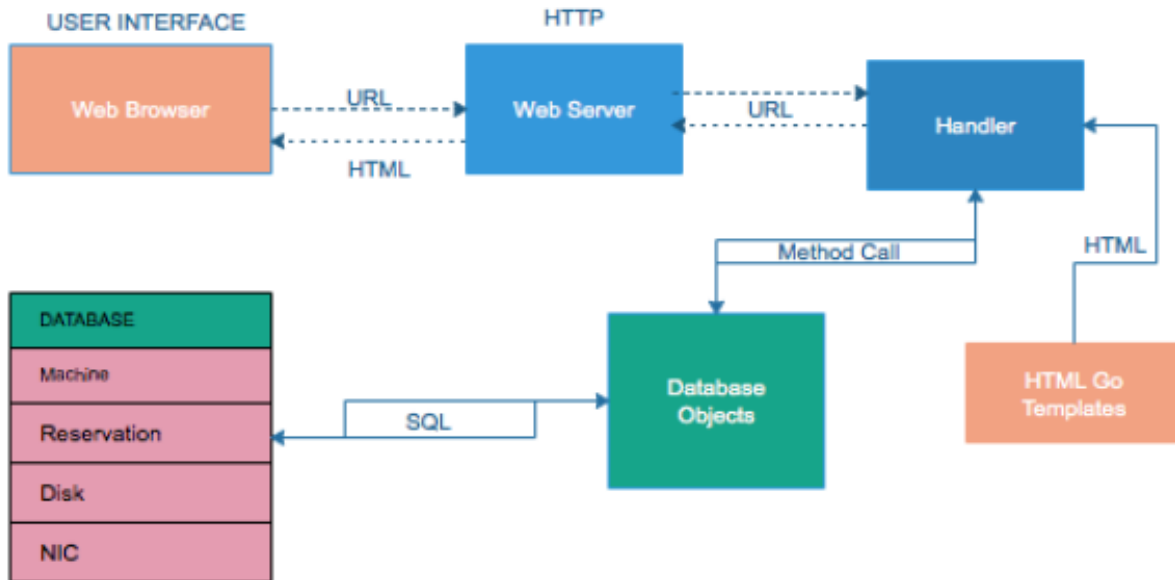 USER INTERFACE
HTTP
Web Browser
URL
HTML
Web Server
URL
Handler
Method Call
HTML
DATABASE
Machine
Reservation
Disk
NIC
SQL
Database
Objects
HTML Go
Templates